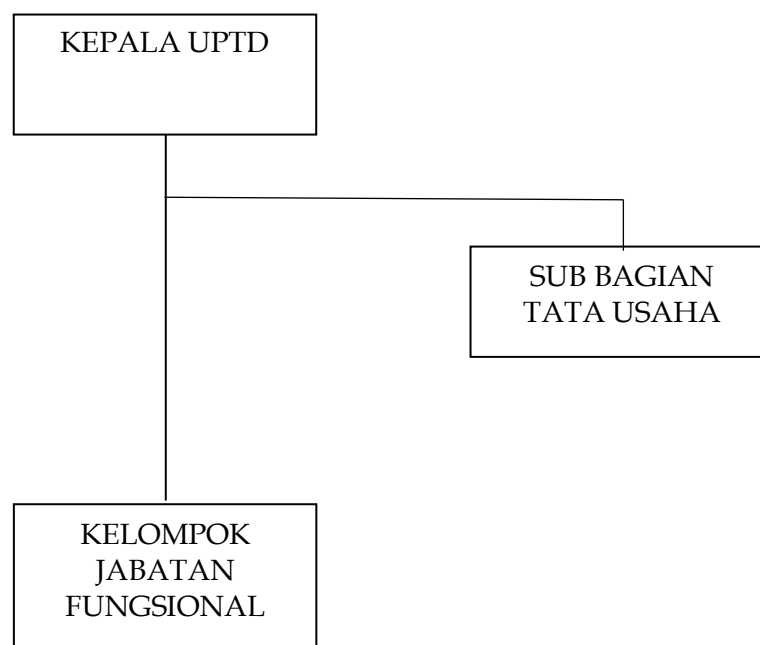 KEPALA UPTD
SUB BAGIAN
TATA USAHA
KELOMPOK
JABATAN
FUNGSIONAL